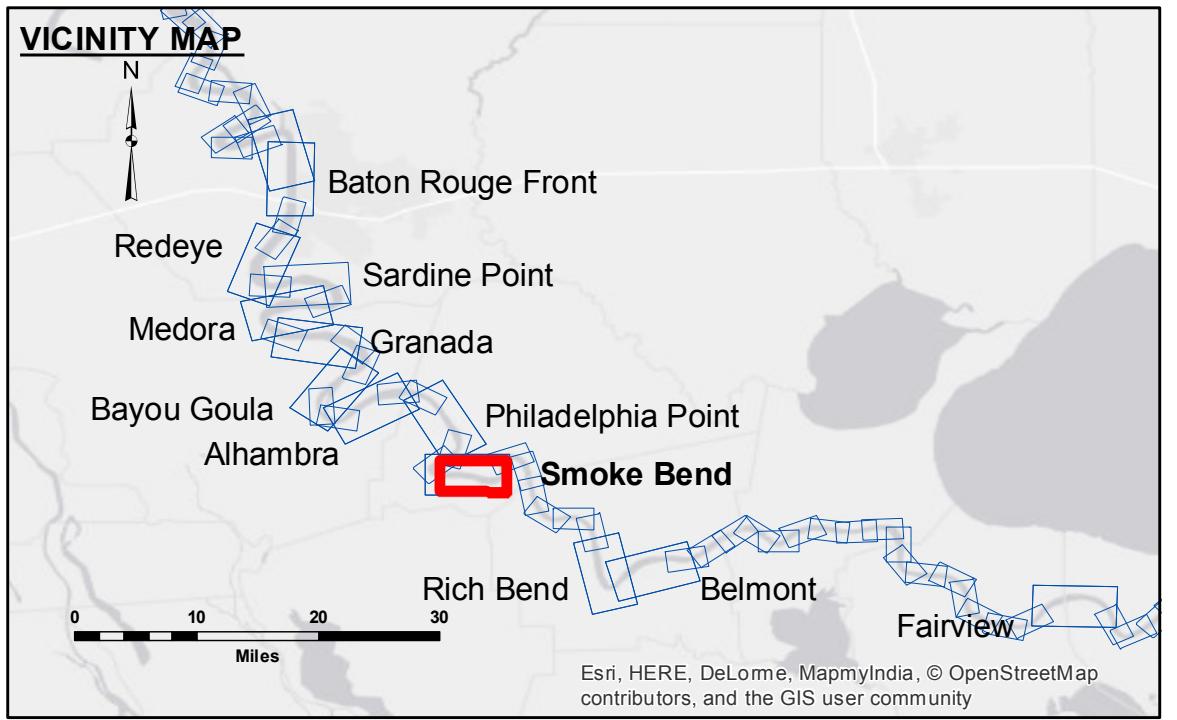 VICINITY MAP
N
Baton Rouge Front
Redeye
Sardine Point
Medora
Granada
Bayou Goula
Philadelphia Point
Alhambra
Smoke Bend
Rich Bend
Belmont
Fairview
0 10 20 30
Miles
Esri, HERE, DeLorme, MapmyIndia, © OpenStreetMap
contributors, and the GIS user community